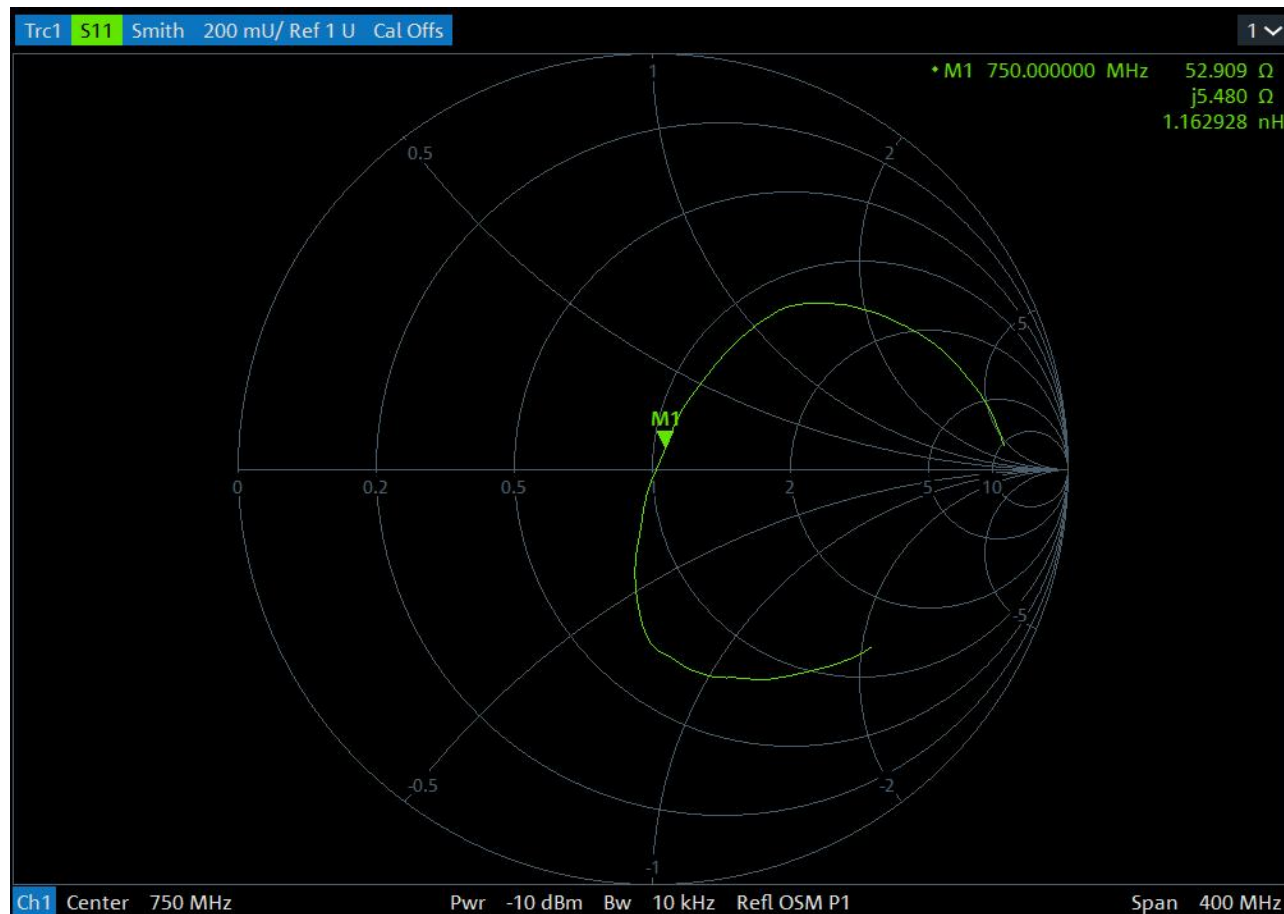 Trc1 S11 Smith 200 mU/ Ref 1 U Cal Offs 1
• M1 750.000000 MHz 52.909 Ω
j5.480 Ω
1.162928 nH
1
0.5 2
5
M1
0 0.2 0.5 1 2 5 10
-5
-0.5 -2
-1
Ch1 Center 750 MHz Pwr -10 dBm Bw 10 kHz Refl OSM P1 Span 400 MHz